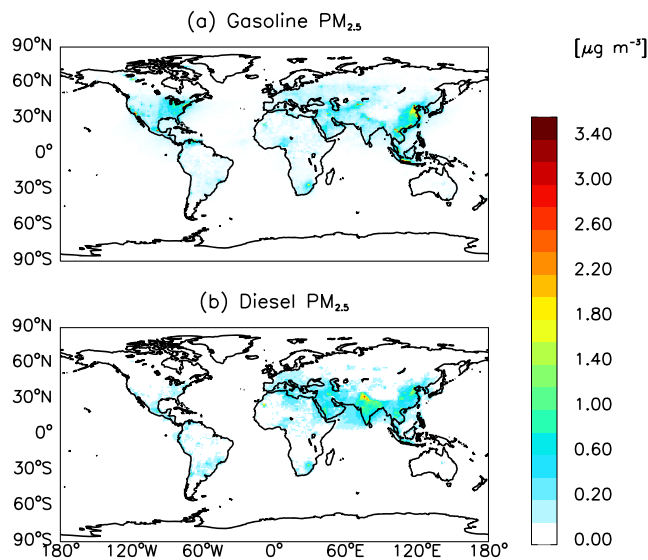 (a) Gasoline PM2.5
[μg m⁻³]
90°N
60°N
30°N
0°
30°S
60°S
90°S
(b) Diesel PM2.5
90°N
60°N
30°N
0°
30°S
60°S
90°S
180° 120°W 60°W 0° 60°E 120°E 180°
3.40
3.00
2.60
2.20
1.80
1.40
1.00
0.60
0.20
0.00